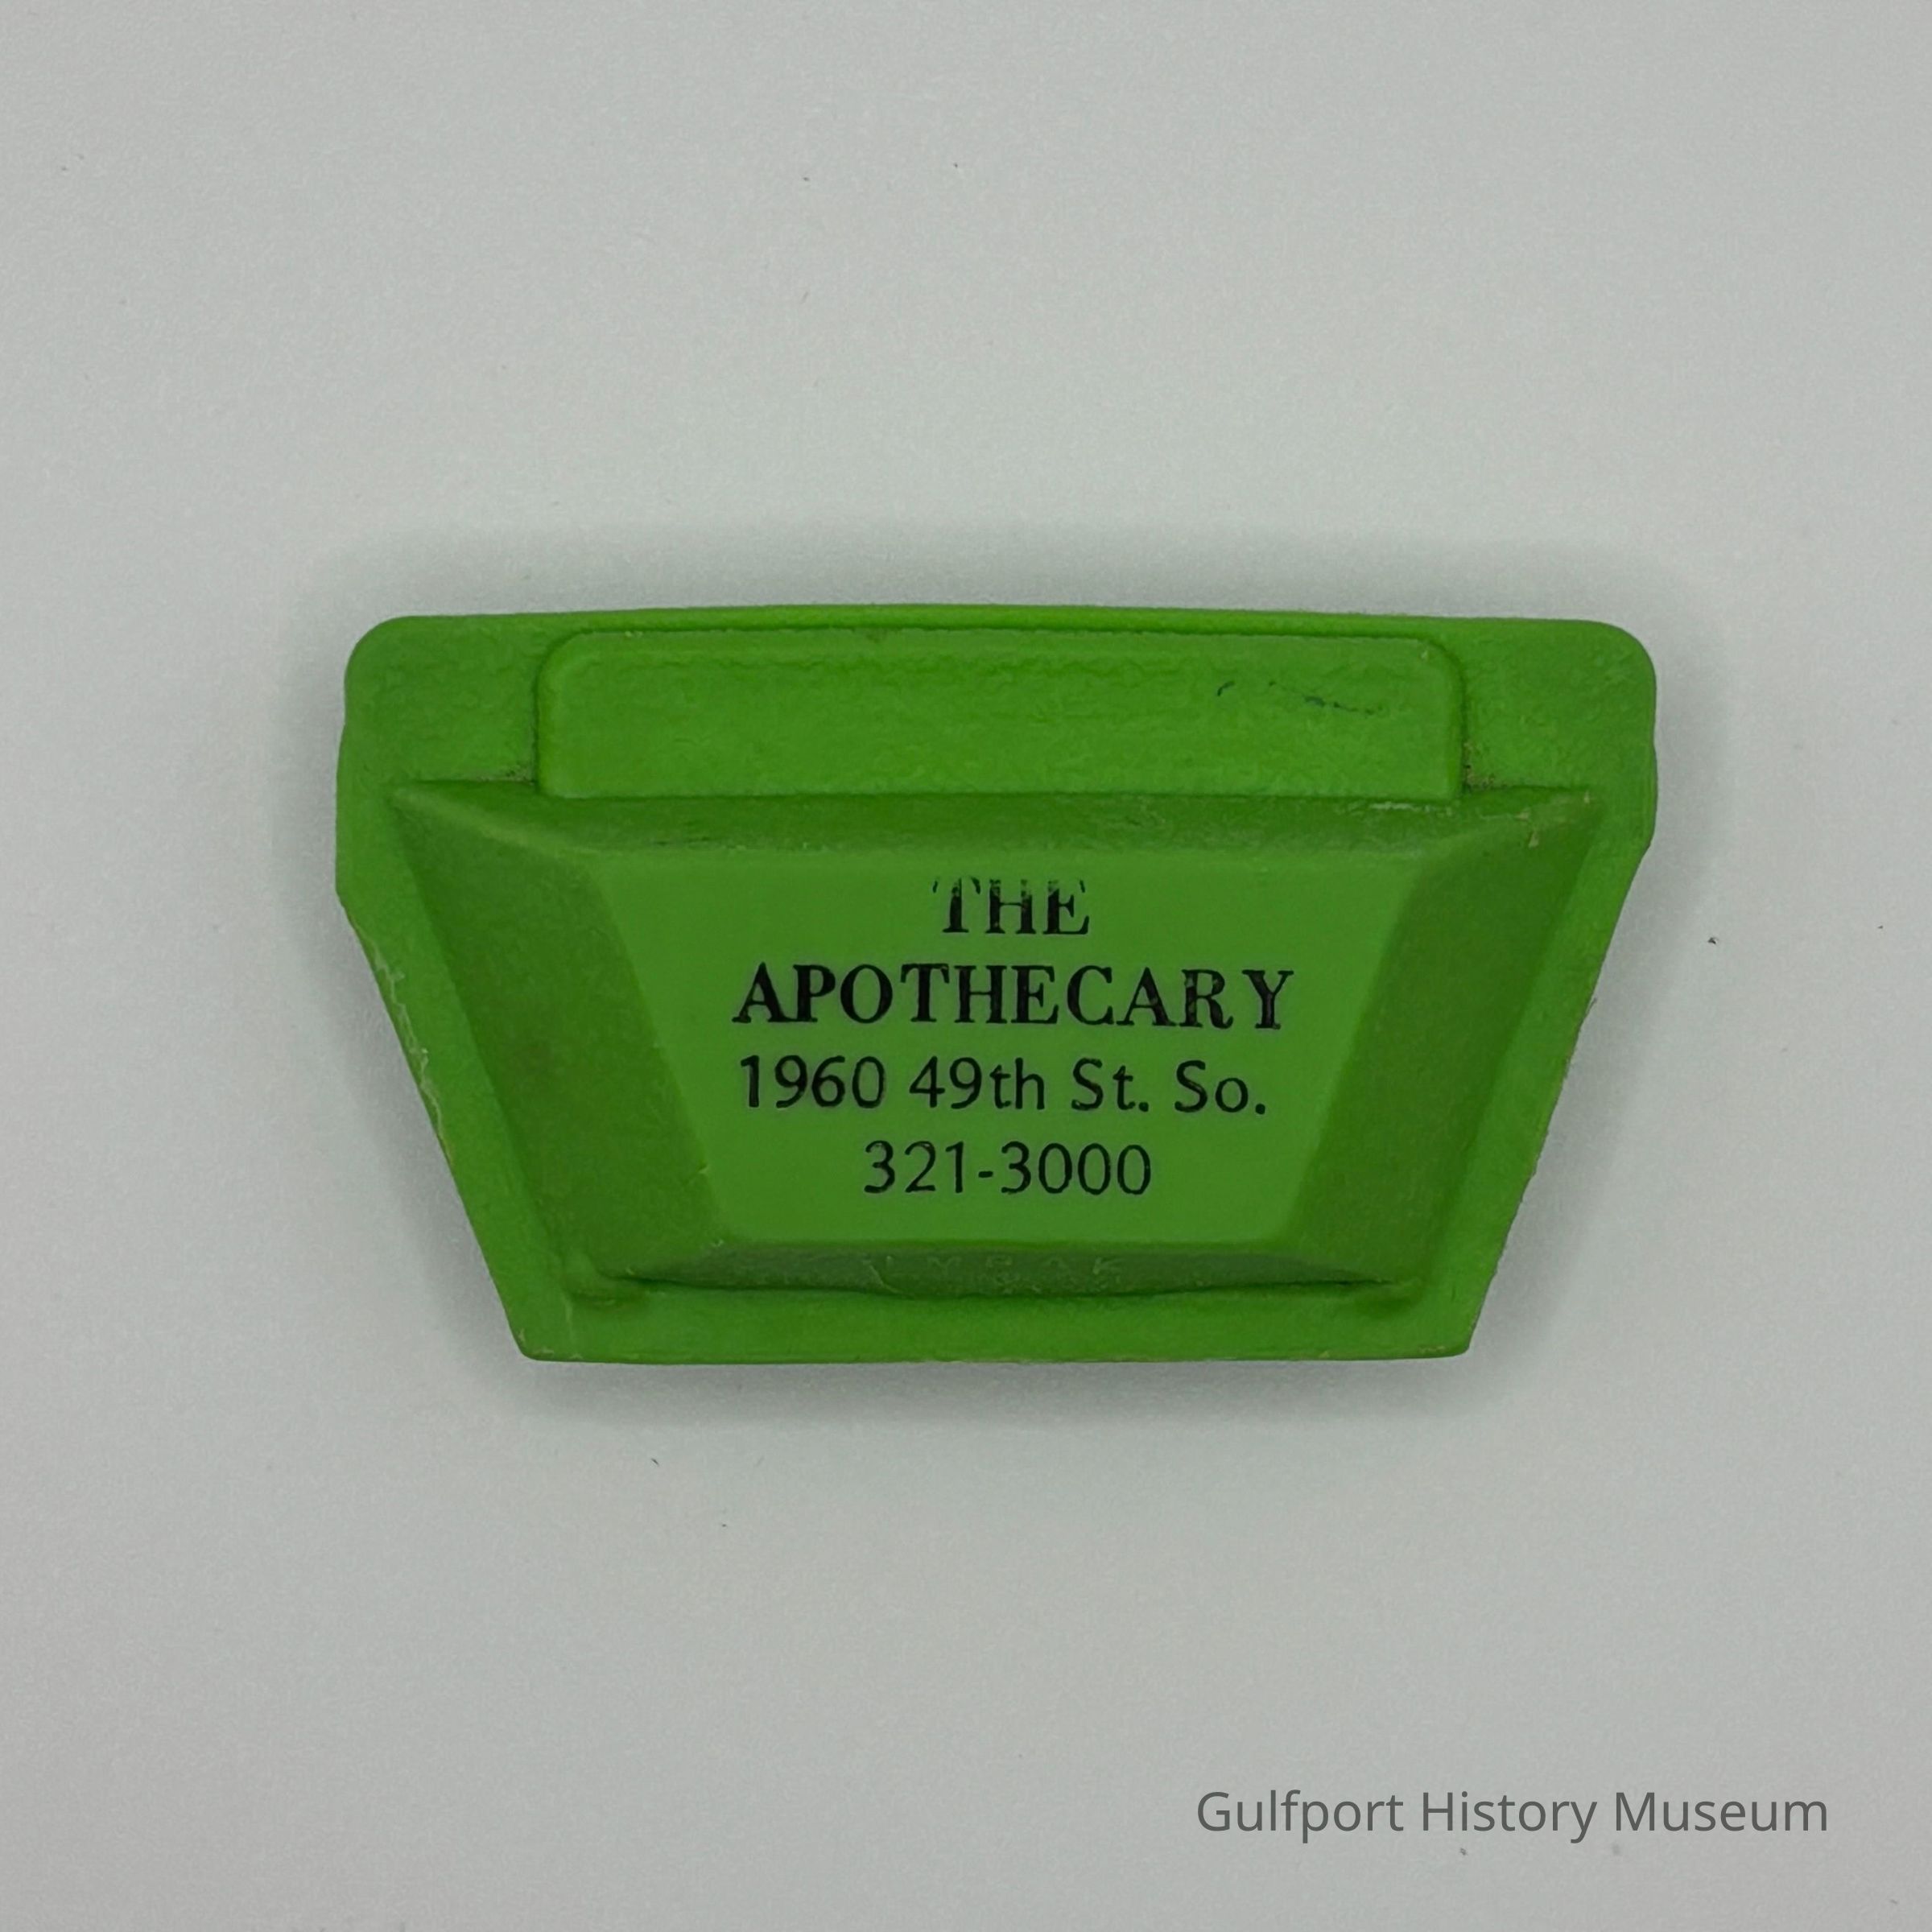 THE
APOTHECARY
1960 49th St. So.
321-3000
Gulfport History Museum